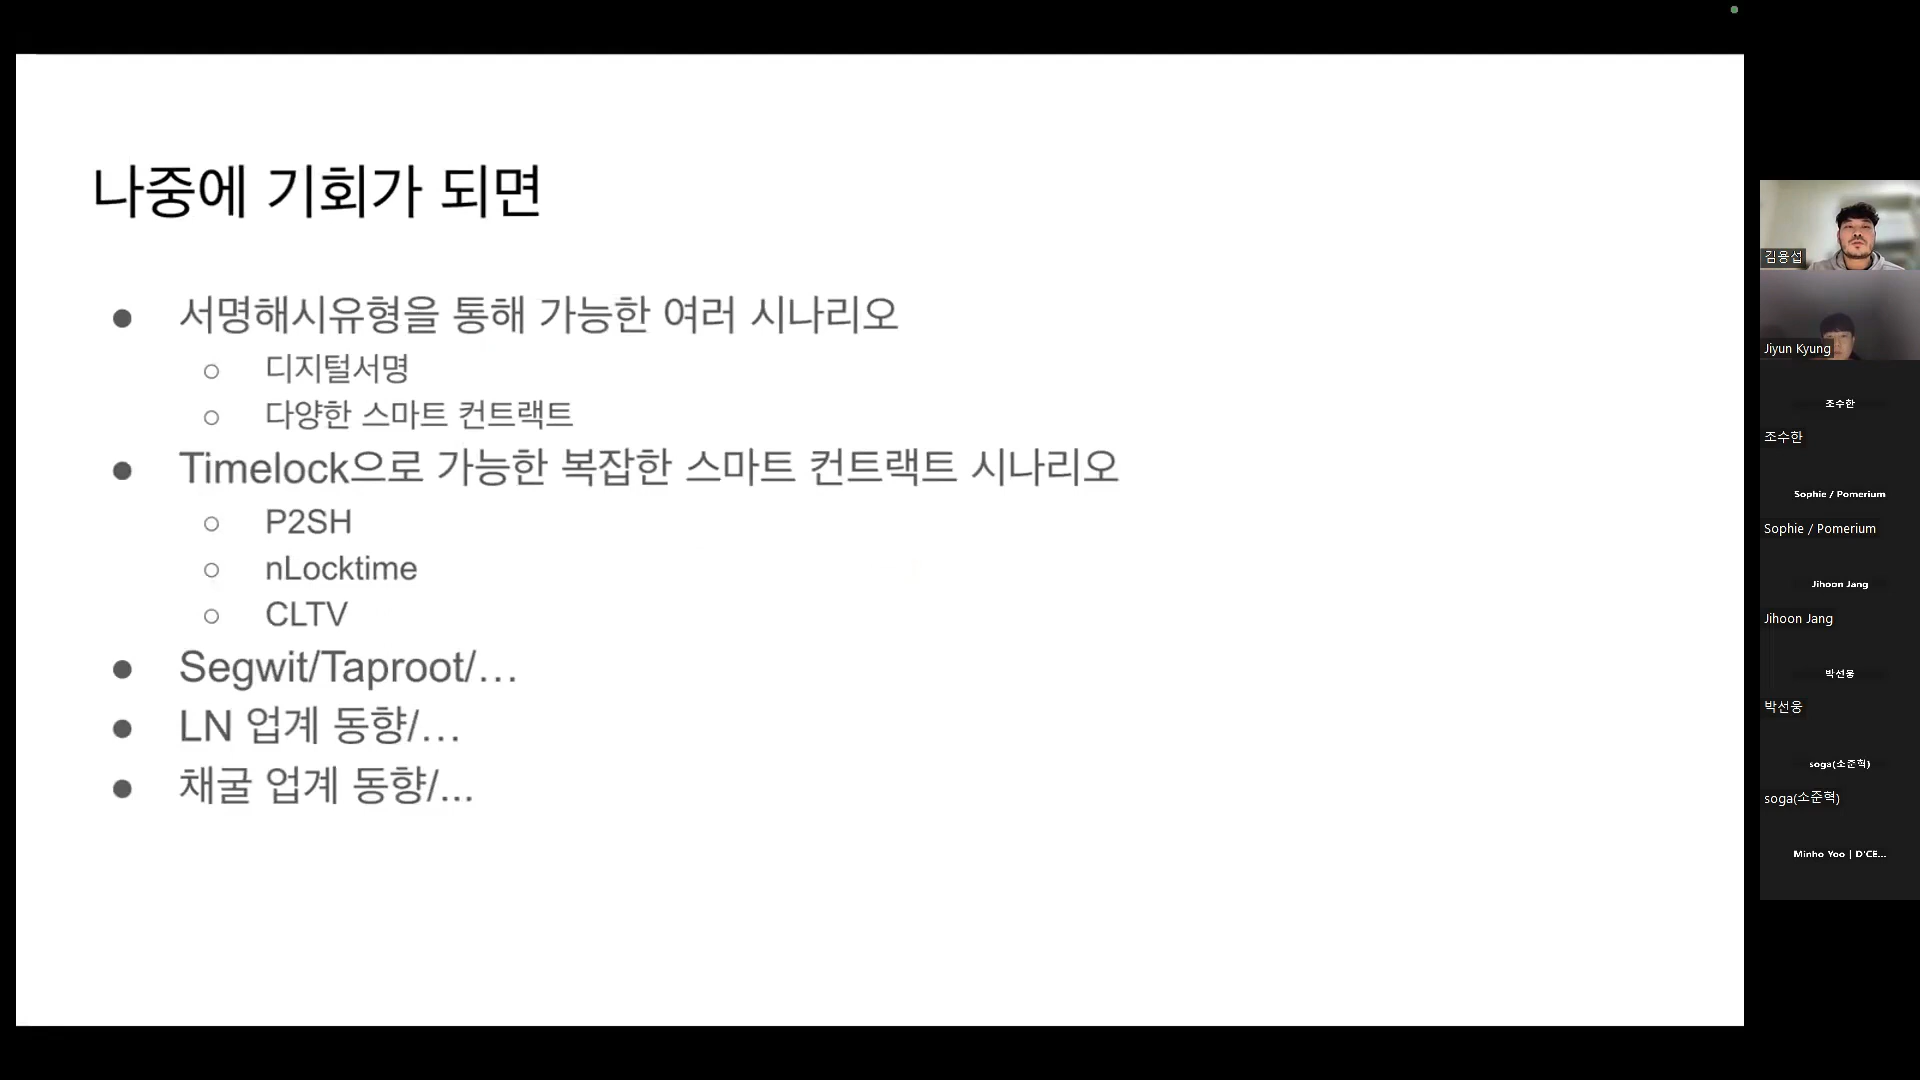 나중에 기회가 되면
● 서명해시유형을 통해 가능한 여러 시나리오
○ 디지털서명
○ 다양한 스마트 컨트랙트
● Timelock으로 가능한 복잡한 스마트 컨트랙트 시나리오
○ P2SH
○ nLocktime
○ CLTV
● Segwit/Taproot/…
● LN 업계 동향/…
● 채굴 업계 동향/...
김용섭
Jiyun Kyung
조수한
조수한
Sophie / Pomerium
Sophie / Pomerium
Jihoon Jang
Jihoon Jang
박선웅
박선웅
soga(소준혁)
soga(소준혁)
Minho Yoo | D'CE...